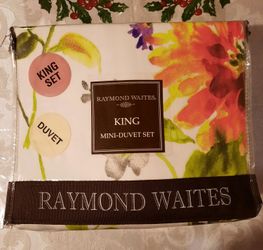 KING
SET
DUVET
RAYMOND WAITES.
KING
MINI-DUVET SET
RAYMOND WAITES